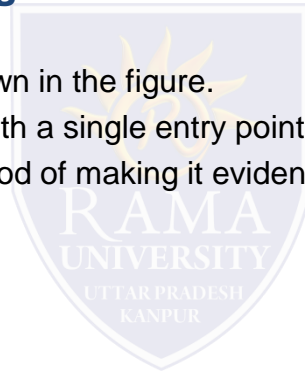 wn in the figure.
th a single entry point
od of making it eviden
RAMA
UNIVERSITY
UTTAR PRADESH
KANPUR